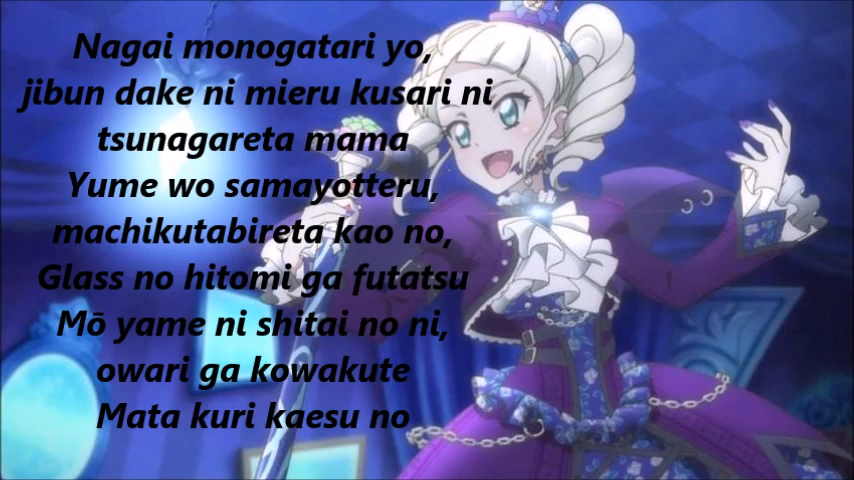 Nagai monogatari yo,
jibun dake ni mieru kusari ni
tsunagareta mama
Yume wo samayotteru,
machikutabireta kao no,
Glass no hitomi ga futatsu
Mō yame ni shitai no ni,
owari ga kowakute
Mata kuri kaesu no